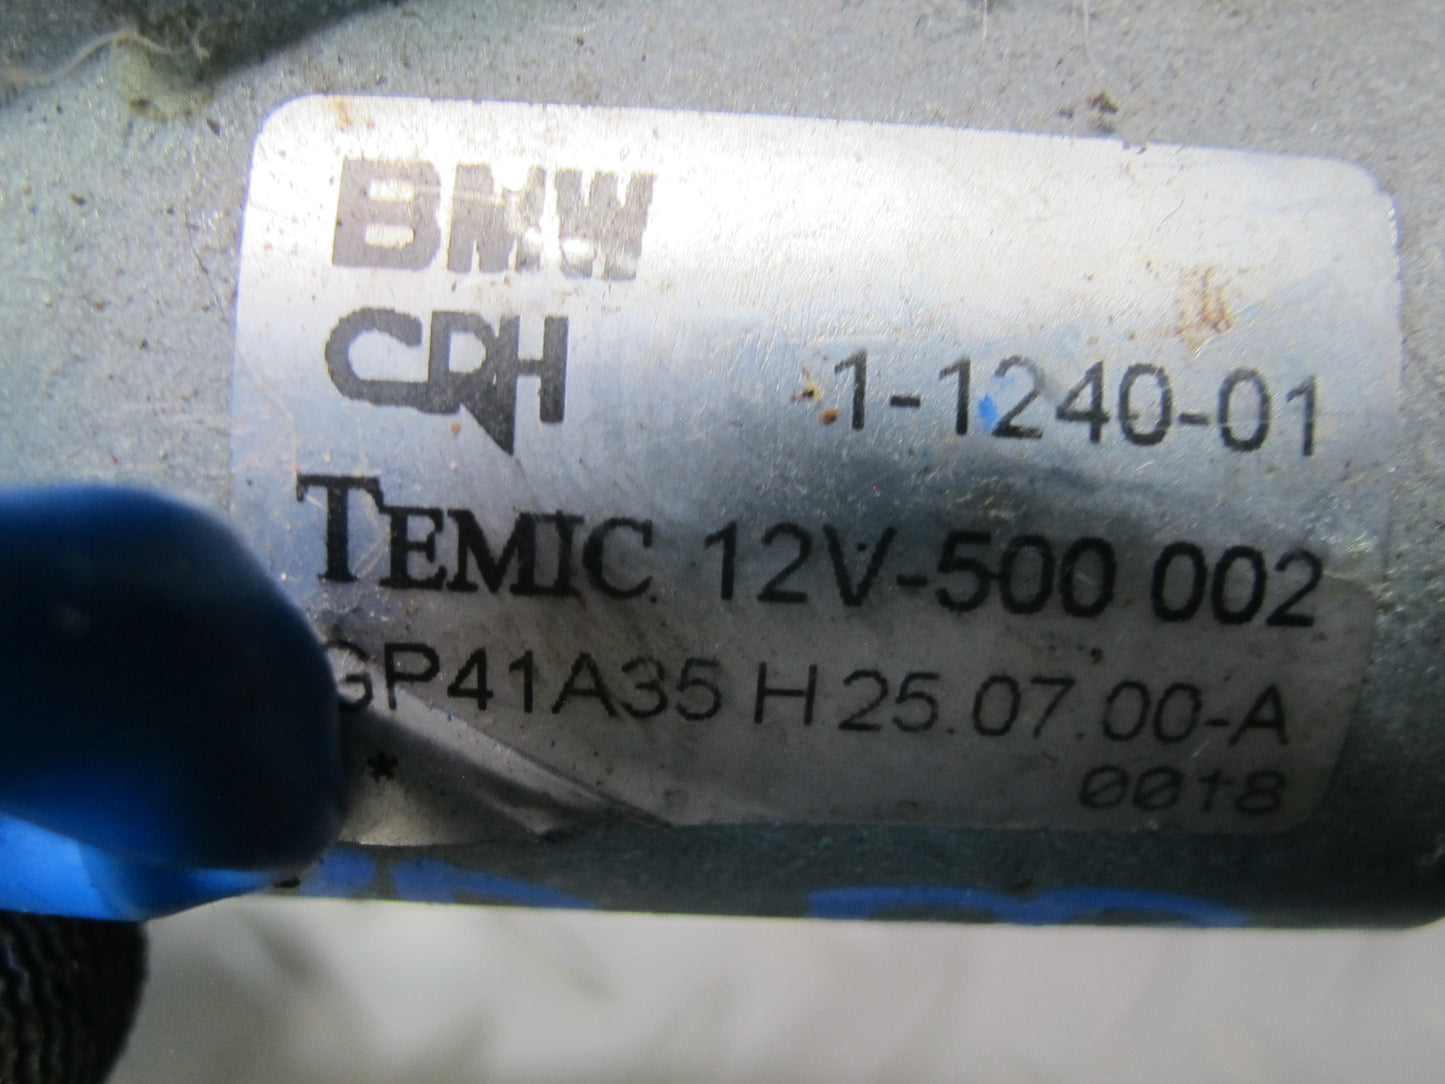 BMW
CRH 1-1240-01
TEMIC 12V-500 002
GP41A35 H 25.07.00-A
*
0018